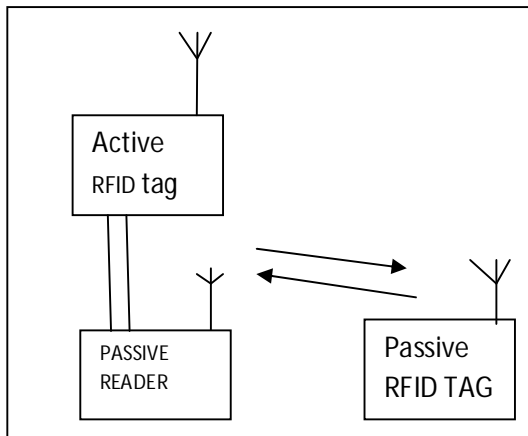 Active
RFID tag
PASSIVE
READER
Passive
RFID TAG